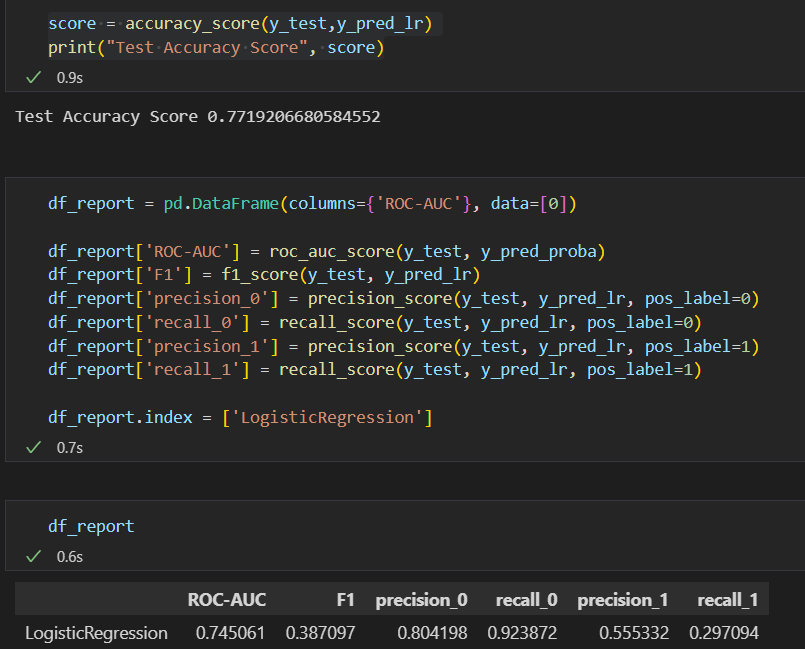 score = accuracy_score(y_test,y_pred_lr)
print("Test Accuracy Score", score)
0.9s
Test Accuracy Score 0.7719206680584552
df_report = pd.DataFrame(columns={'ROC-AUC'}, data=[0])
df_report['ROC-AUC'] = roc_auc_score(y_test, y_pred_proba)
df_report['F1'] = f1_score(y_test, y_pred_lr)
df_report['precision_0'] = precision_score(y_test, y_pred_lr, pos_label=0)
df_report['recall_0'] = recall_score(y_test, y_pred_lr, pos_label=0)
df_report['precision_1'] = precision_score(y_test, y_pred_lr, pos_label=1)
df_report['recall_1'] = recall_score(y_test, y_pred_lr, pos_label=1)
df_report.index = ['LogisticRegression']
0.7s
df_report
0.6s
ROC-AUC F1 precision_0 recall_0 precision_1 recall_1
LogisticRegression 0.745061 0.387097 0.804198 0.923872 0.555332 0.297094